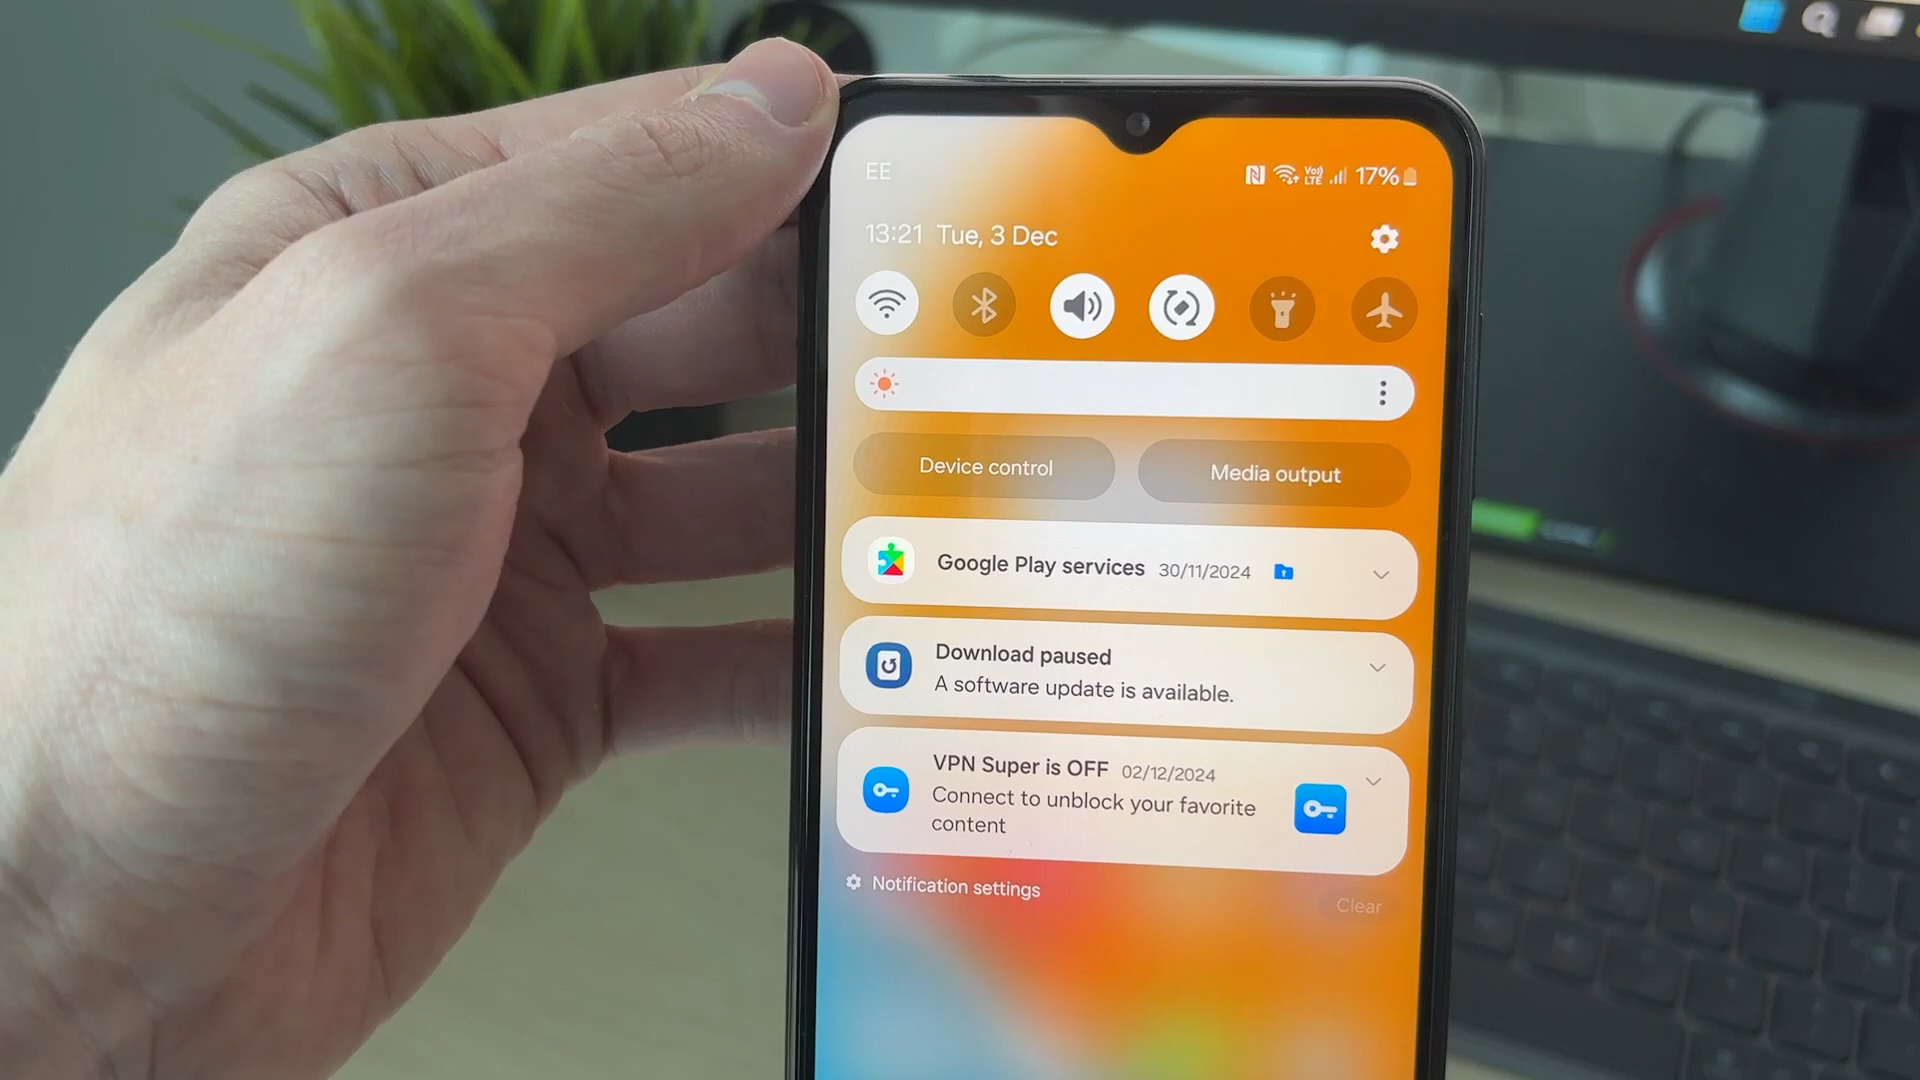 EE
Vo)) LTE 17%
13:21 Tue, 3 Dec
Device control
Media output
Google Play services 30/11/2024
Download paused
A software update is available.
VPN Super is OFF 02/12/2024
Connect to unblock your favorite
content
Notification settings
Clear